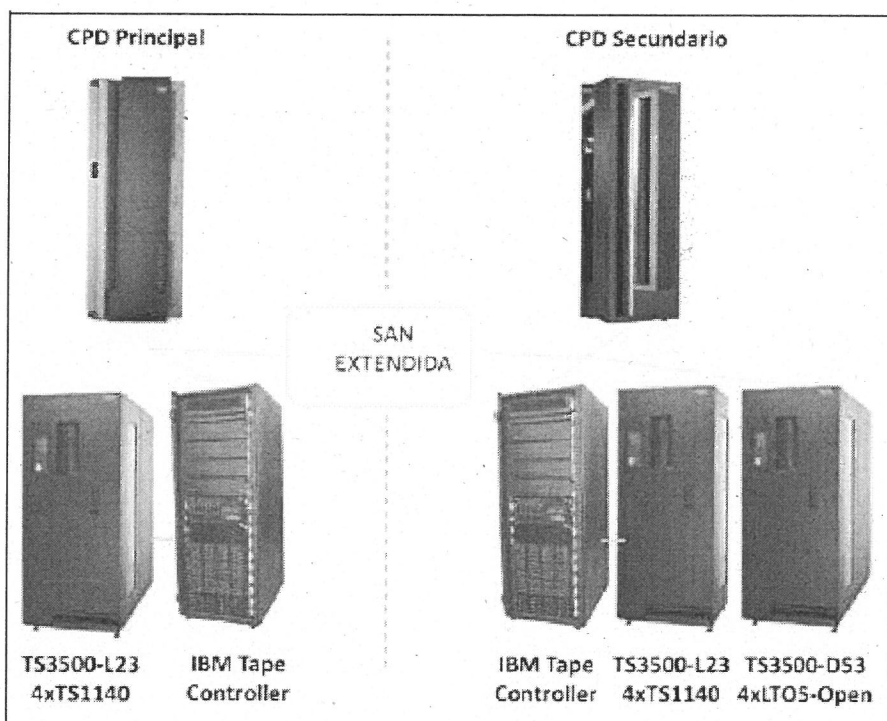 CPD Principal
CPD Secundario
SAN
EXTENDIDA
TS3500-L23
4xTS1140
IBM Tape
Controller
IBM Tape
Controller
TS3500-L23
4xTS1140
TS3500-D53
4xLTO5-Open